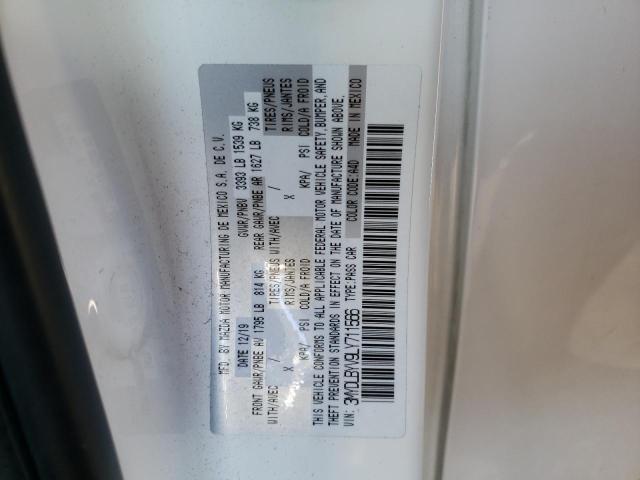 MFD. BY MAZDA MOTOR MANUFACTURING DE MEXICO S.A. DE C.V.
DATE 12/19 GVWR/PNBV 3393 LB 1539 KG
FRONT GAWR/PNBE AV 1795 LB 814 KG REAR GAWR/PNBE AR 1627 LB 738 KG
WITH/AVEC / TIRES/PNEUS WITH/AVEC / TIRES/PNEUS
X RIMS/JANTES X RIMS/JANTES
KPA/ PSI COLD/A FROID KPA/ PSI COLD/A FROID
THIS VEHICLE CONFORMS TO ALL APPLICABLE FEDERAL MOTOR VEHICLE SAFETY, BUMPER, AND
THEFT PREVENTION STANDARDS IN EFFECT ON THE DATE OF MANUFACTURE SHOWN ABOVE.
VIN: 3MYDLBYV9LY711566 TYPE:PASS CAR COLOR CODE:A4D MADE IN MEXICO